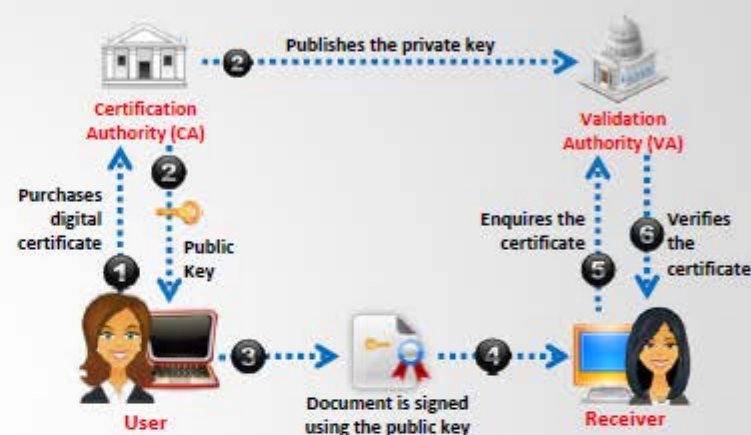 2
Publishes the private key
Certification
Authority (CA)
Validation
Authority (VA)
2
Purchases
digital
certificate
1
Public
Key
Enquires the
certificate
5
6
Verifies
the
certificate
3
4
User
Document is signed
using the public key
Receiver